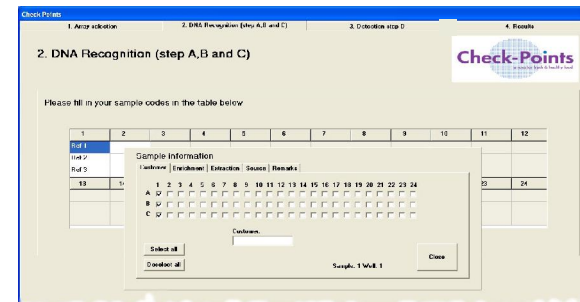 Check-Points
1. Array selection 2. DNA Recognition (step A,B and C) 3. Detection step D 4. Results
2. DNA Recognition (step A,B and C)
Check-Points
Please fill in your sample codes in the table below
1 2 3 4 5 6 7 8 9 10 11 12
Ref 1
Ref 2
Ref 3
Sample information
Customer Enrichment Extraction Source Remarks
13 23 24
1 2 3 4 5 6 7 8 9 10 11 12 13 14 15 16 17 18 19 20 21 22 23 24
A
B
C
Customer:
Select all
Deselect all
Sample: 1 Well: 1
Close